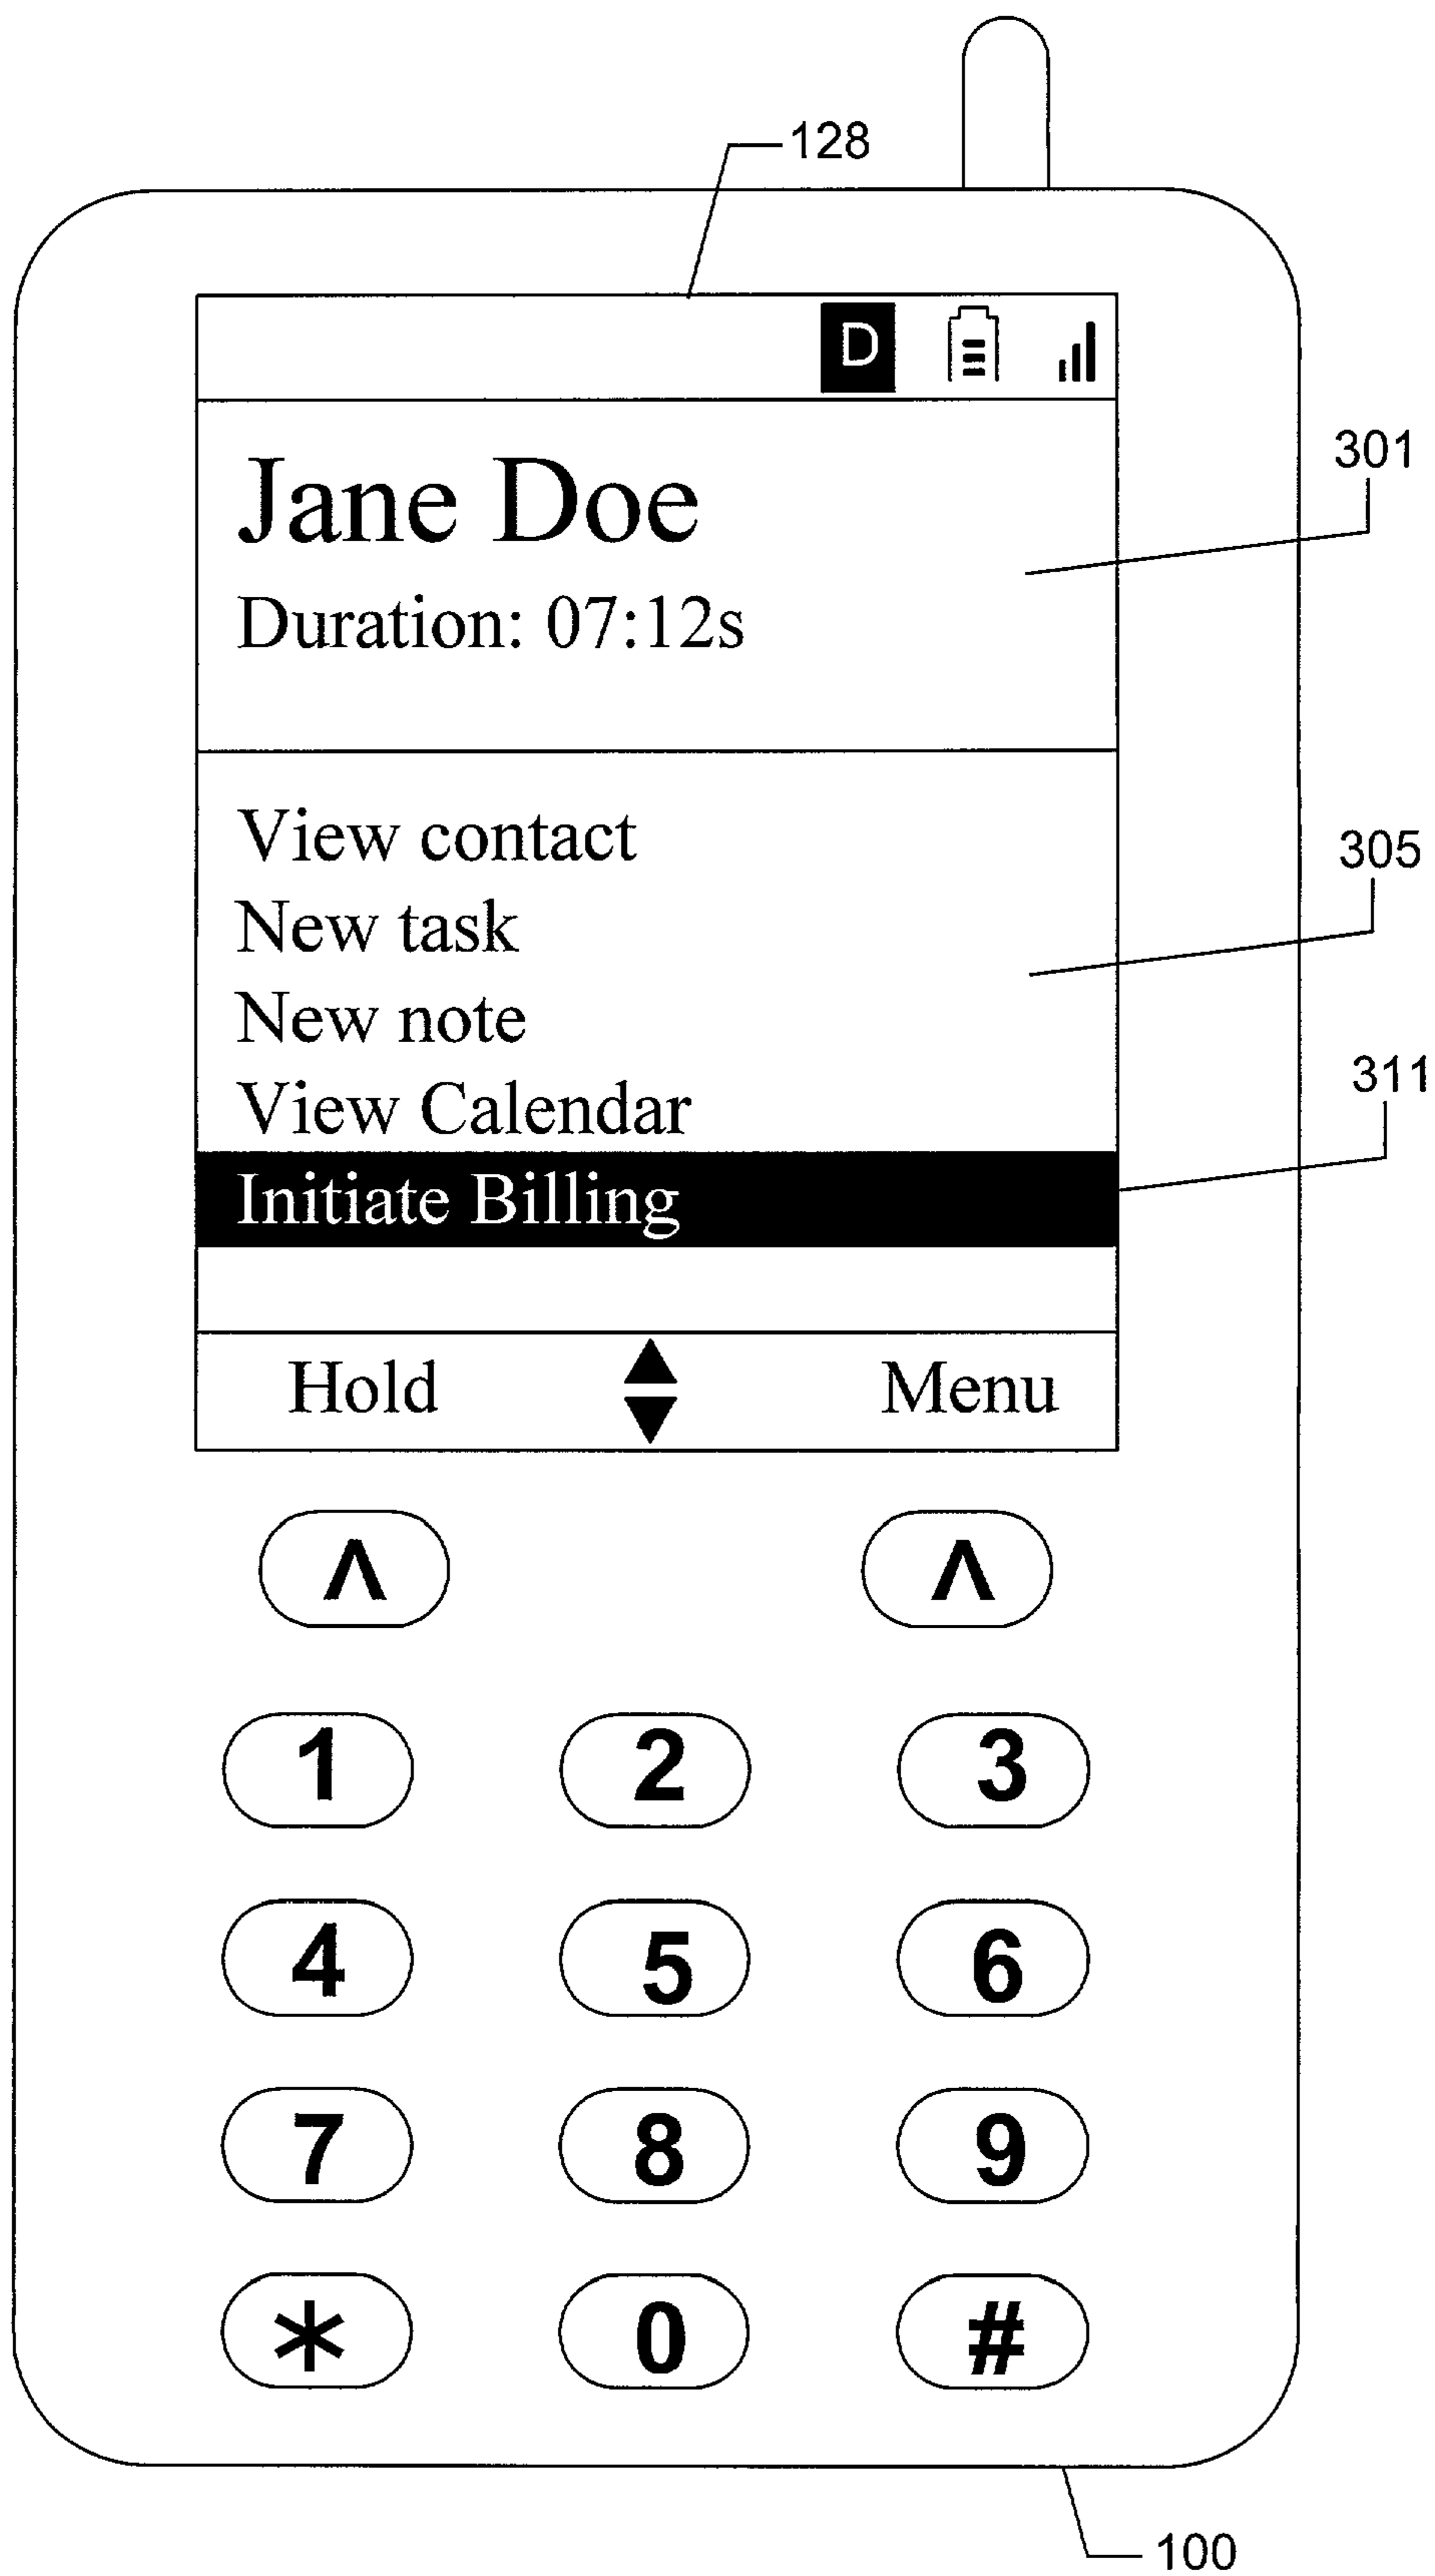 128
D
301
Jane Doe
Duration: 07:12s
View contact
305
New task
New note
View Calendar
311
Initiate Billing
Hold Menu
Λ Λ
1 2 3
4 5 6
7 8 9
* 0 #
100